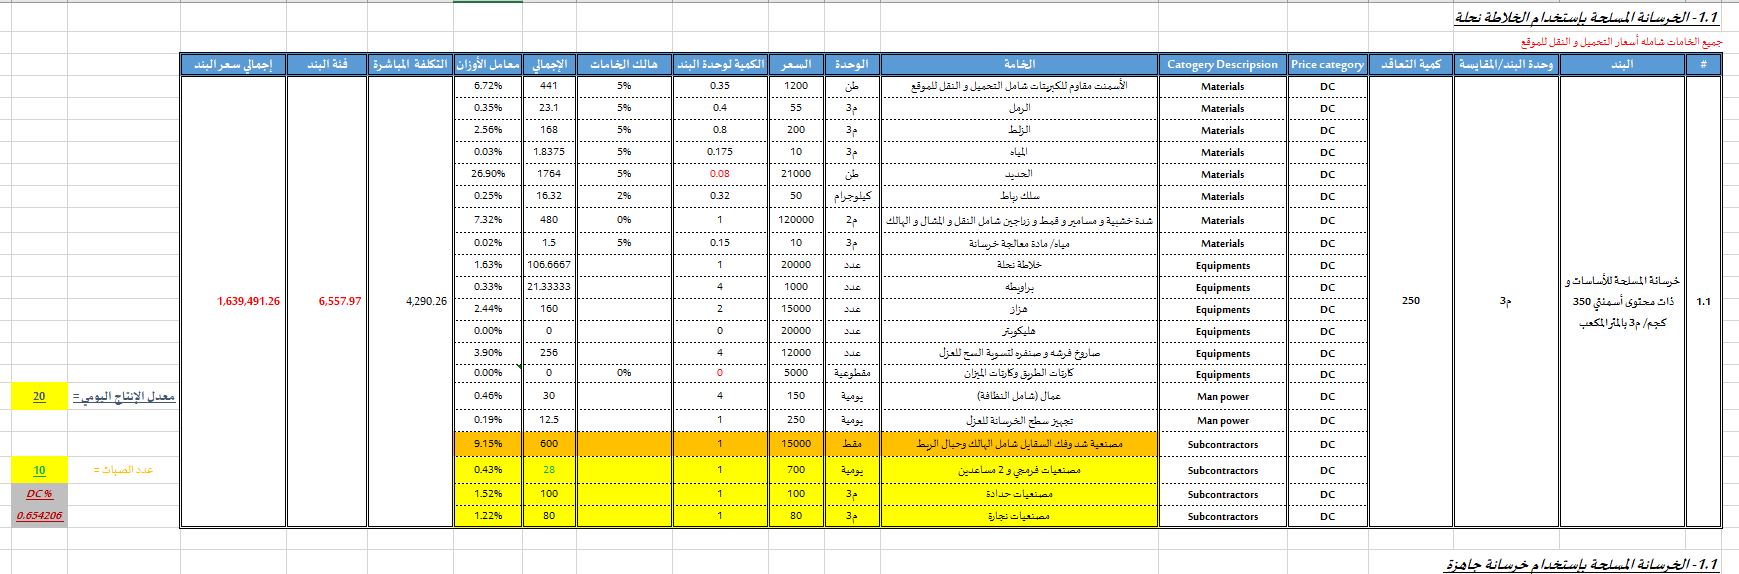 1.1- الخرسانة المسلحة بإستخدام الخلاطة نحلة
جميع الخامات شامله أسعار التحميل و النقل للموقع
# البند وحدة البند/المقايسة كمية التعاقد Price category Catogery Descripsion الخامة الوحدة السعر الكمية لوحدة البند هالك الخامات الإجمالي معامل الأوزان التكلفة المباشرة فئة البند إجمالي سعر البند
DC Materials الأسمنت مقاوم للكبريتات شامل التحميل و النقل للموقع طن 1200 0.35 5% 441 6.72%
DC Materials الرمل م3 55 0.4 5% 23.1 0.35%
DC Materials الزلط م3 200 0.8 5% 168 2.56%
DC Materials المياه م3 10 0.175 5% 1.8375 0.03%
DC Materials الحديد طن 21000 0.08 5% 1764 26.90%
DC Materials سلك رباط كيلوجرام 50 0.32 2% 16.32 0.25%
DC Materials شدة خشبية و مسامير و قمط و زراجين شامل النقل و المشال و الهالك م2 120000 1 0% 480 7.32%
DC Materials مياه/ مادة معالجة خرسانة م3 10 0.15 5% 1.5 0.02%
DC Equipments خلاطة نحلة عدد 20000 1 106.6667 1.63%
DC Equipments براويطه عدد 1000 4 21.33333 0.33%
1.1 خرسانة المسلحة للأساسات و ذات محتوى أسمنتي 350 كجم/ م3 بالمتر المكعب م3 250 4,290.26 6,557.97 1,639,491.26
DC Equipments هزاز عدد 15000 2 160 2.44%
DC Equipments هليكوبتر عدد 20000 0 0 0.00%
DC Equipments صاروخ فرشه و صنفره لتسوية السح للعزل عدد 12000 4 256 3.90%
DC Equipments كارتات الطريق وكارتات الميزان مقطوعية 5000 0 0% 0 0.00%
DC Man power عمال (شامل النظافة) يومية 150 4 30 0.46% معدل الإنتاج اليومي= 20
DC Man power تجهيز سطح الخرسانة للعزل يومية 250 1 12.5 0.19%
DC Subcontractors مصنعية شد وفك السقايل شامل الهالك وحبال الربط مقط 15000 1 600 9.15%
DC Subcontractors مصنعيات فرمجي و 2 مساعدين يومية 700 1 28 0.43% عدد الصبات = 10
DC Subcontractors مصنعيات حدادة م3 100 1 100 1.52% DC%
DC Subcontractors مصنعيات نجارة م3 80 1 80 1.22% 0.654206
1.1- الخرسانة المسلحة بإستخدام خرسانة جاهزة